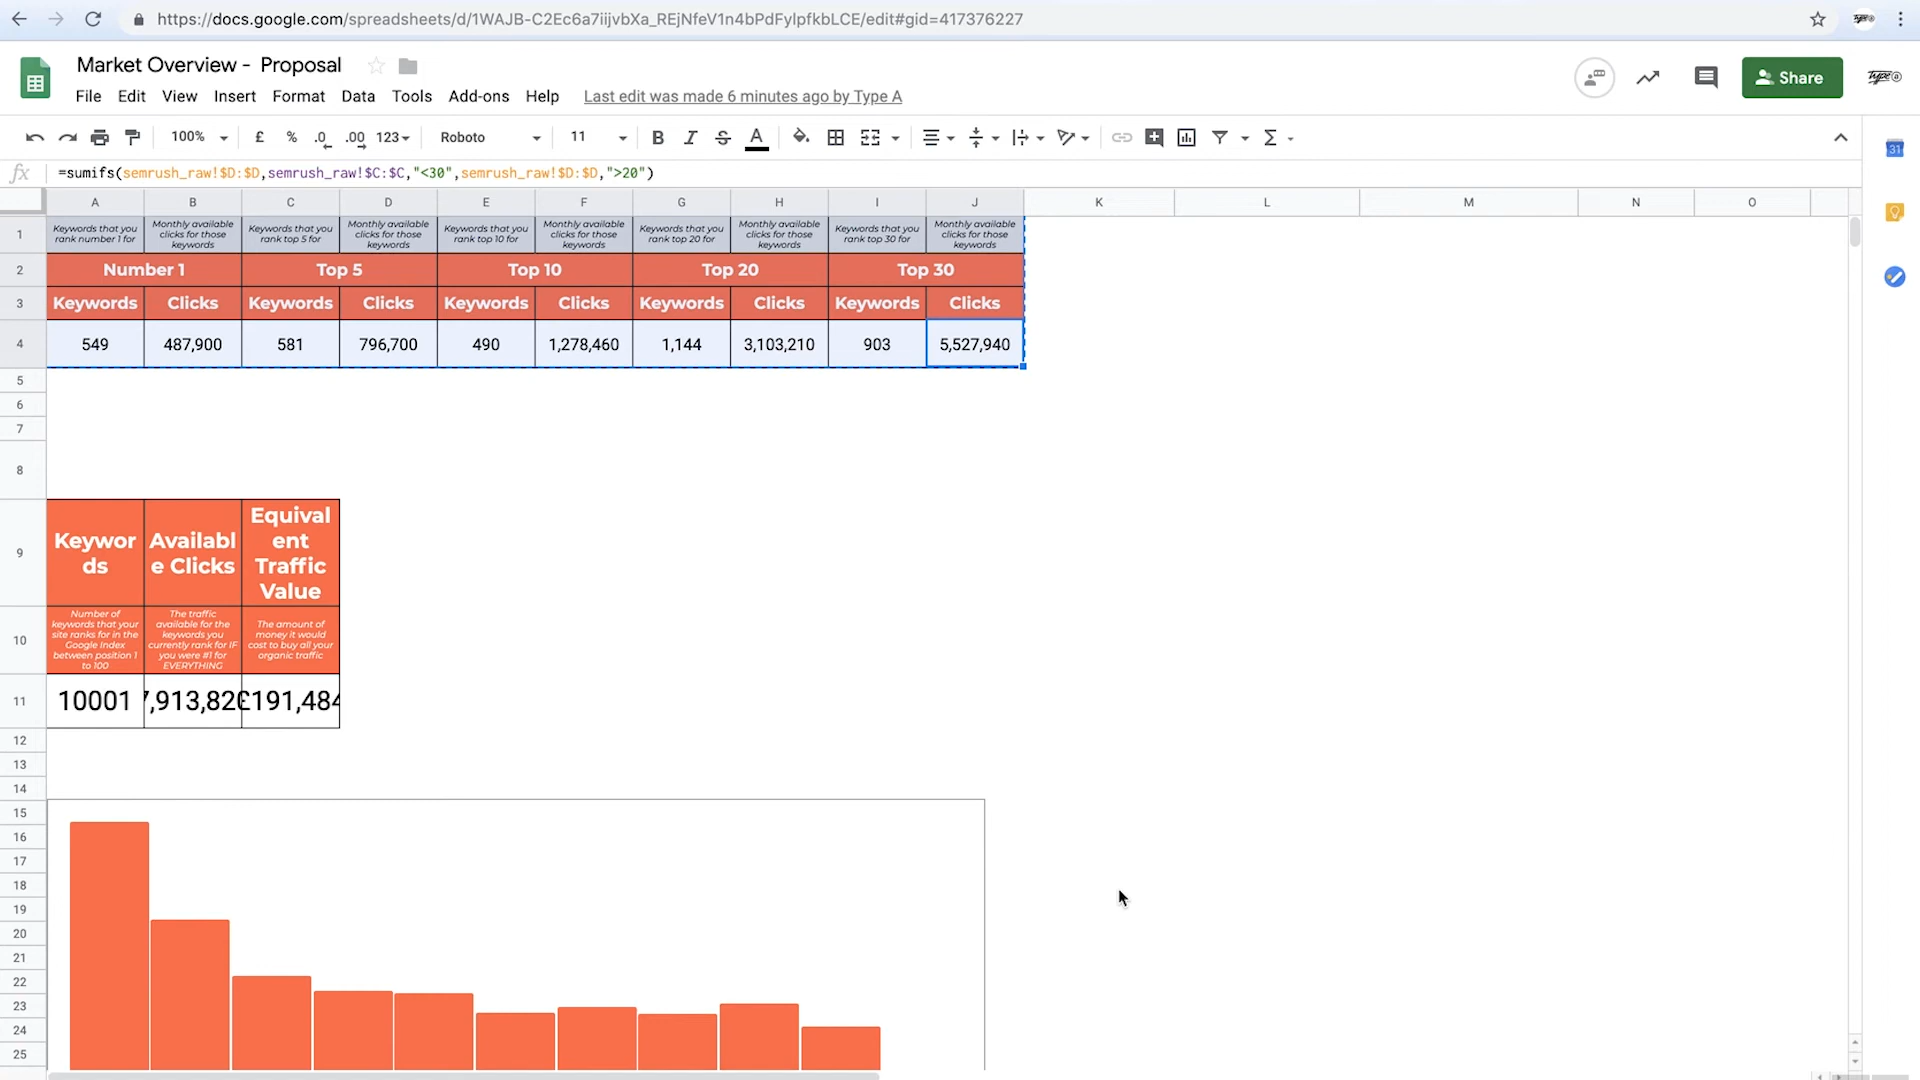 https://docs.google.com/spreadsheets/d/1WAJB-C2Ec6a7iijvbXa_REjNfeV1n4bPdFylpfkbLCE/edit#gid=417376227
Market Overview - Proposal
File Edit View Insert Format Data Tools Add-ons Help Last edit was made 6 minutes ago by Type A
Share
100% £ % .0 .00 123 Roboto 11 B I S A Σ
31
fx =sumifs(semrush_raw!$D:$D,semrush_raw!$C:$C,"<30",semrush_raw!$D:$D,">20")
A B C D E F G H I J K L M N O
1
Keywords that you
rank number 1 for
Monthly available
clicks for those
keywords
Keywords that you
rank top 5 for
Monthly available
clicks for those
keywords
Keywords that you
rank top 10 for
Monthly available
clicks for those
keywords
Keywords that you
rank top 20 for
Monthly available
clicks for those
keywords
Keywords that you
rank top 30 for
Monthly available
clicks for those
keywords
2 Number 1 Top 5 Top 10 Top 20 Top 30
3 Keywords Clicks Keywords Clicks Keywords Clicks Keywords Clicks Keywords Clicks
4 549 487,900 581 796,700 490 1,278,460 1,144 3,103,210 903 5,527,940
5
6
7
8
9
Keywor
ds
Availabl
e Clicks
Equival
ent
Traffic
Value
10
Number of
keywords that your
site ranks for in the
Google Index
between position 1
to 100
The traffic
available for the
keywords you
currently rank for IF
you were #1 for
EVERYTHING
The amount of
money it would
cost to buy all your
organic traffic
11 10001 7,913,820 £191,484
12
13
14
15
16
17
18
19
20
21
22
23
24
25